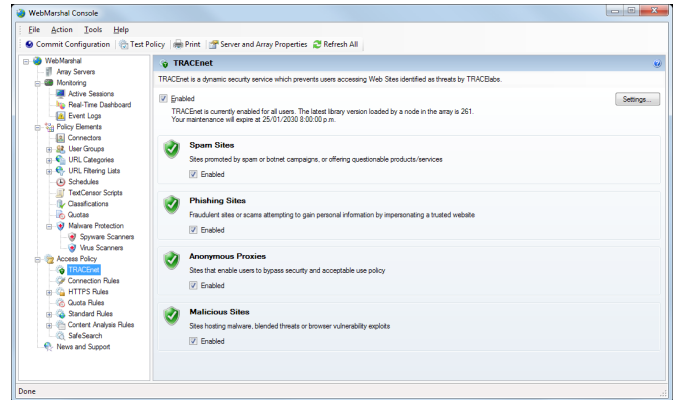 WebMarshal Console
File Action Tools Help
Commit Configuration Test Policy Print Server and Array Properties Refresh All
WebMarshal
Array Servers
Monitoring
Active Sessions
Real-Time Dashboard
Event Logs
Policy Elements
Connectors
User Groups
URL Categories
URL Filtering Lists
Schedules
TextCensor Scripts
Classifications
Quotas
Malware Protection
Spyware Scanners
Virus Scanners
Access Policy
TRACEnet
Connection Rules
HTTPS Rules
Quota Rules
Standard Rules
Content Analysis Rules
SafeSearch
News and Support
TRACEnet
TRACEnet is a dynamic security service which prevents users accessing Web Sites identified as threats by TRACElabs.
Enabled
Settings...
TRACEnet is currently enabled for all users. The latest library version loaded by a node in the array is 261.
Your maintenance will expire at 25/01/2030 8:00:00 p.m.
Spam Sites
Sites promoted by spam or botnet campaigns, or offering questionable products/services
Enabled
Phishing Sites
Fraudulent sites or scams attempting to gain personal information by impersonating a trusted website
Enabled
Anonymous Proxies
Sites that enable users to bypass security and acceptable use policy
Enabled
Malicious Sites
Sites hosting malware, blended threats or browser vulnerability exploits
Enabled
Done